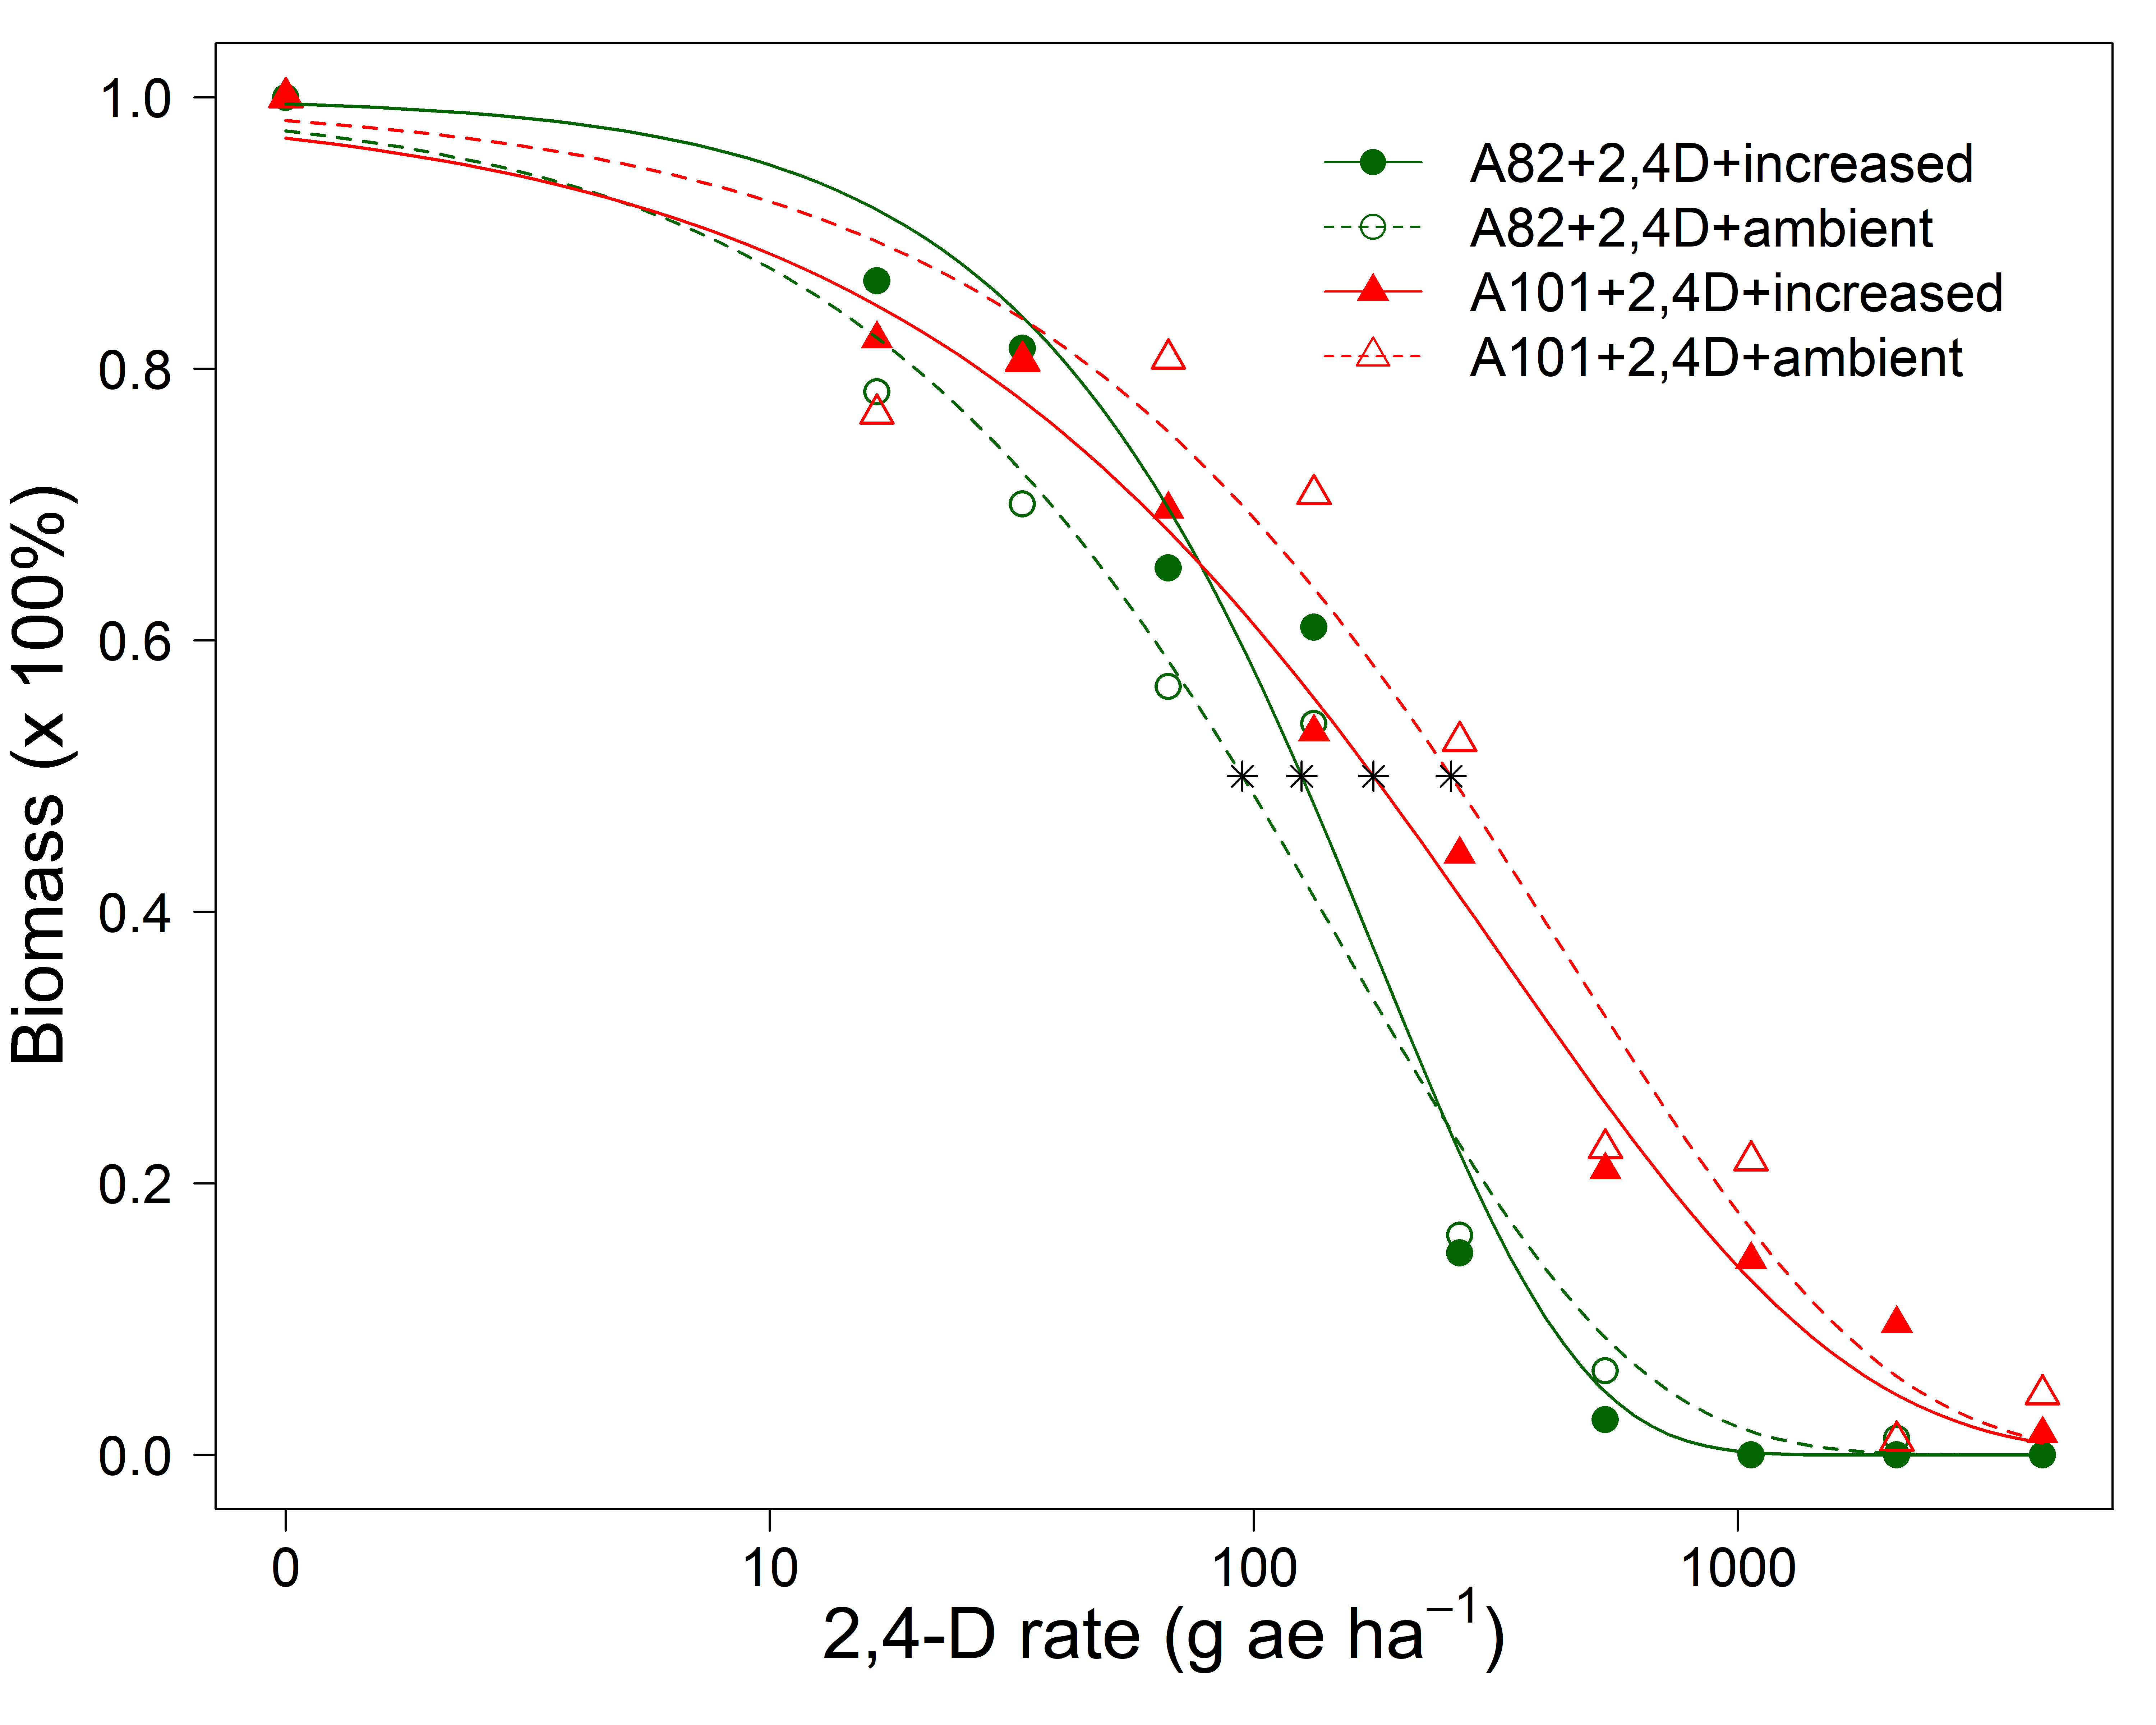 1.0
0.8
0.6
0.4
0.2
0.0
Biomass (x 100%)
A82+2,4D+increased
A82+2,4D+ambient
A101+2,4D+increased
A101+2,4D+ambient
0 10 100 1000
2,4-D rate (g ae ha⁻¹)